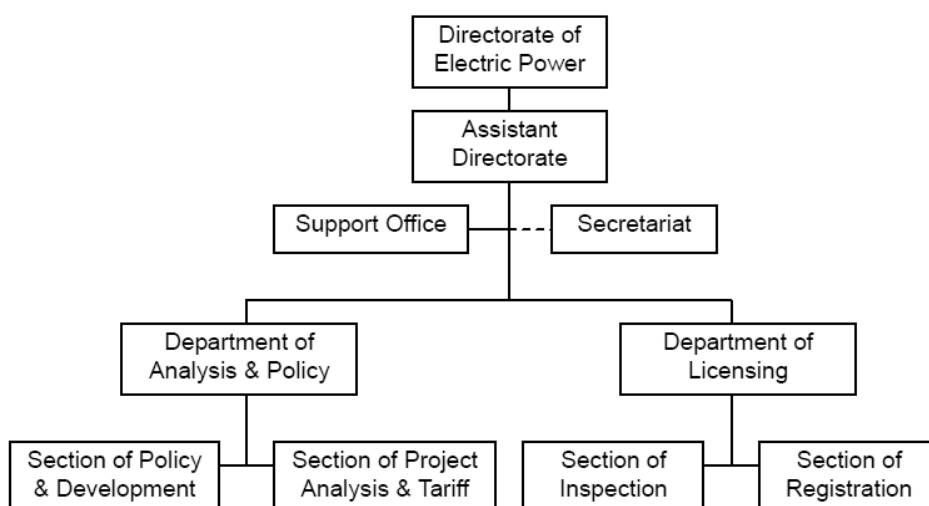 Directorate of
Electric Power
Assistant
Directorate
Support Office
Secretariat
Department of
Analysis & Policy
Department of
Licensing
Section of Policy
& Development
Section of Project
Analysis & Tariff
Section of
Inspection
Section of
Registration